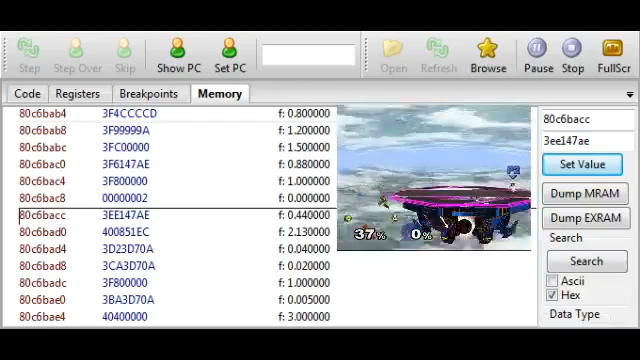 Step Step Over Skip Show PC Set PC Open Refresh Browse Pause Stop FullScr
Code Registers Breakpoints Memory
80c6bab4 3F4CCCCD f: 0.800000
80c6bab8 3F99999A f: 1.200000
80c6babc 3FC00000 f: 1.500000
80c6bac0 3F6147AE f: 0.880000
80c6bac4 3F800000 f: 1.000000
80c6bac8 00000002 f: 0.000000
80c6bacc 3EE147AE f: 0.440000
80c6bad0 400851EC f: 2.130000
80c6bad4 3D23D70A f: 0.040000
80c6bad8 3CA3D70A f: 0.020000
80c6badc 3F800000 f: 1.000000
80c6bae0 3BA3D70A f: 0.005000
80c6bae4 40400000 f: 3.000000
P2
37% 0%
80c6bacc
3ee147ae
Set Value
Dump MRAM
Dump EXRAM
Search
Search
Ascii
Hex
Data Type